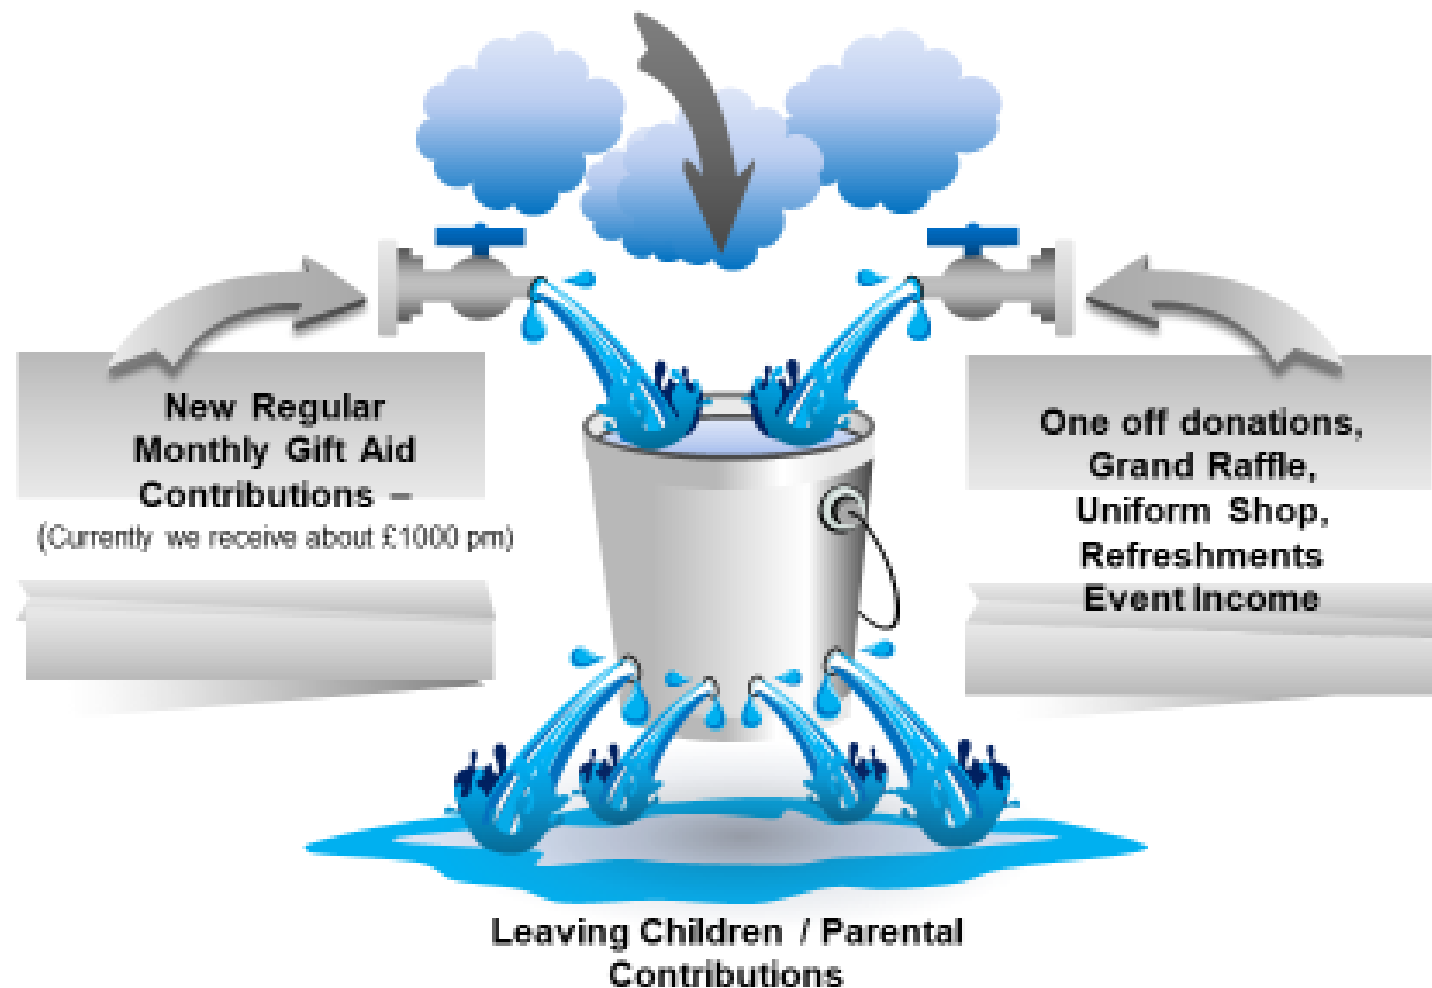 New Regular
Monthly Gift Aid
Contributions –
(Currently we receive about £1000 pm)
One off donations,
Grand Raffle,
Uniform Shop,
Refreshments
Event Income
Leaving Children / Parental
Contributions